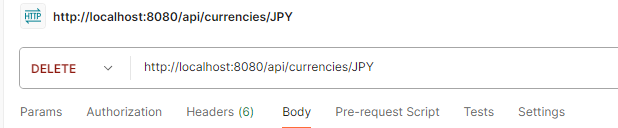 HTTP http://localhost:8080/api/currencies/JPY
DELETE http://localhost:8080/api/currencies/JPY
Params Authorization Headers (6) Body Pre-request Script Tests Settings